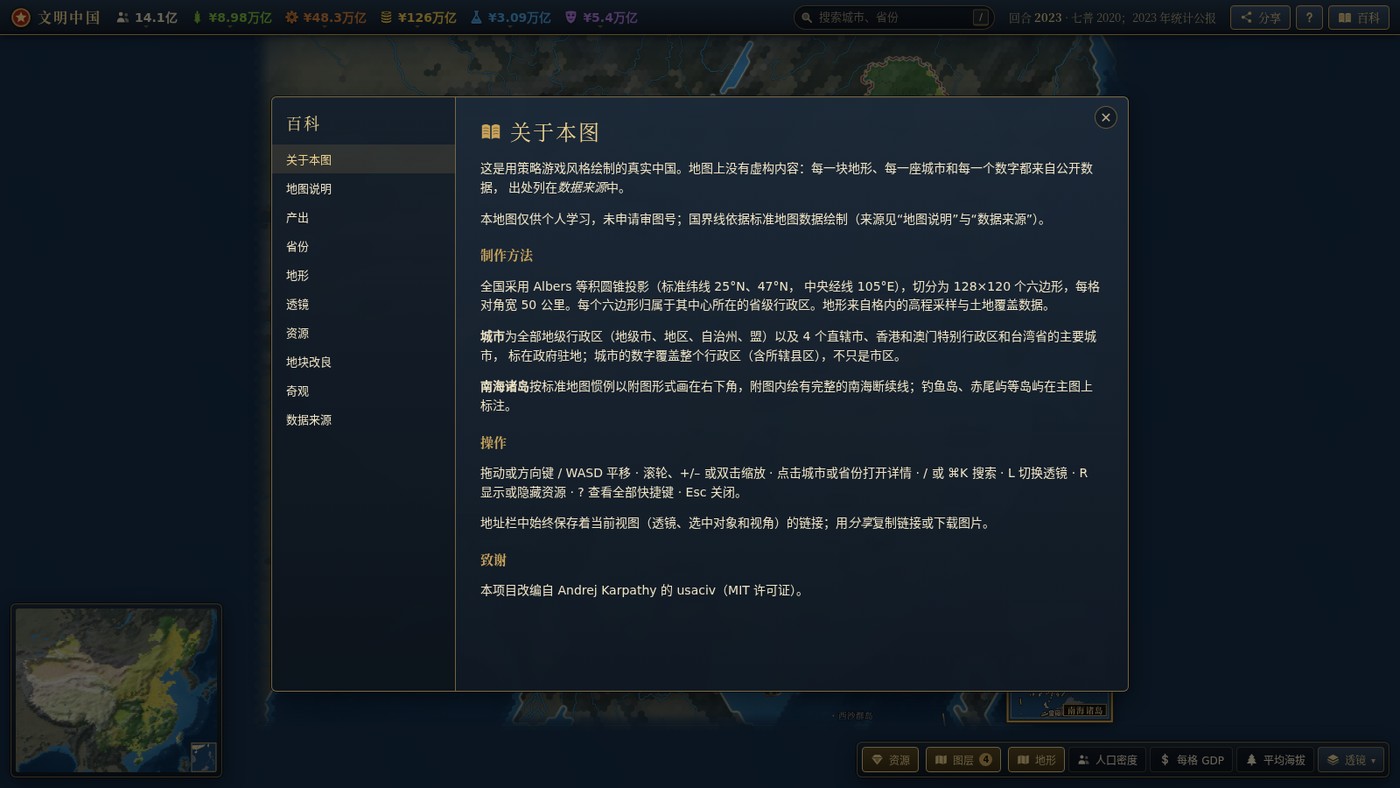 文明中国
14.1亿
¥8.98万亿
¥48.3万亿
¥126万亿
¥3.09万亿
¥5.4万亿
搜索城市、省份
/
回合 2023 · 七普 2020；2023 年统计公报
分享
?
百科
百科
关于本图
地图说明
产出
省份
地形
透镜
资源
地块改良
奇观
数据来源
关于本图
这是用策略游戏风格绘制的真实中国。地图上没有虚构内容：每一块地形、每一座城市和每一个数字都来自公开数
据， 出处列在数据来源中。
本地图仅供个人学习，未申请审图号；国界线依据标准地图数据绘制（来源见“地图说明”与“数据来源”）。
制作方法
全国采用 Albers 等积圆锥投影（标准纬线 25°N、47°N， 中央经线 105°E），切分为 128×120 个六边形，每格
对角宽 50 公里。每个六边形归属于其中心所在的省级行政区。地形来自格内的高程采样与土地覆盖数据。
城市为全部地级行政区（地级市、地区、自治州、盟）以及 4 个直辖市、香港和澳门特别行政区和台湾省的主要城
市， 标在政府驻地；城市的数字覆盖整个行政区（含所辖县区），不只是市区。
南海诸岛按标准地图惯例以附图形式画在右下角，附图内绘有完整的南海断续线；钓鱼岛、赤尾屿等岛屿在主图上
标注。
操作
拖动或方向键 / WASD 平移 · 滚轮、+/– 或双击缩放 · 点击城市或省份打开详情 · / 或 ⌘K 搜索 · L 切换透镜 · R
显示或隐藏资源 · ? 查看全部快捷键 · Esc 关闭。
地址栏中始终保存着当前视图（透镜、选中对象和视角）的链接；用分享复制链接或下载图片。
致谢
本项目改编自 Andrej Karpathy 的 usaciv（MIT 许可证）。
西沙群岛
南海诸岛
资源
图层 4
地形
人口密度
每格 GDP
平均海拔
透镜